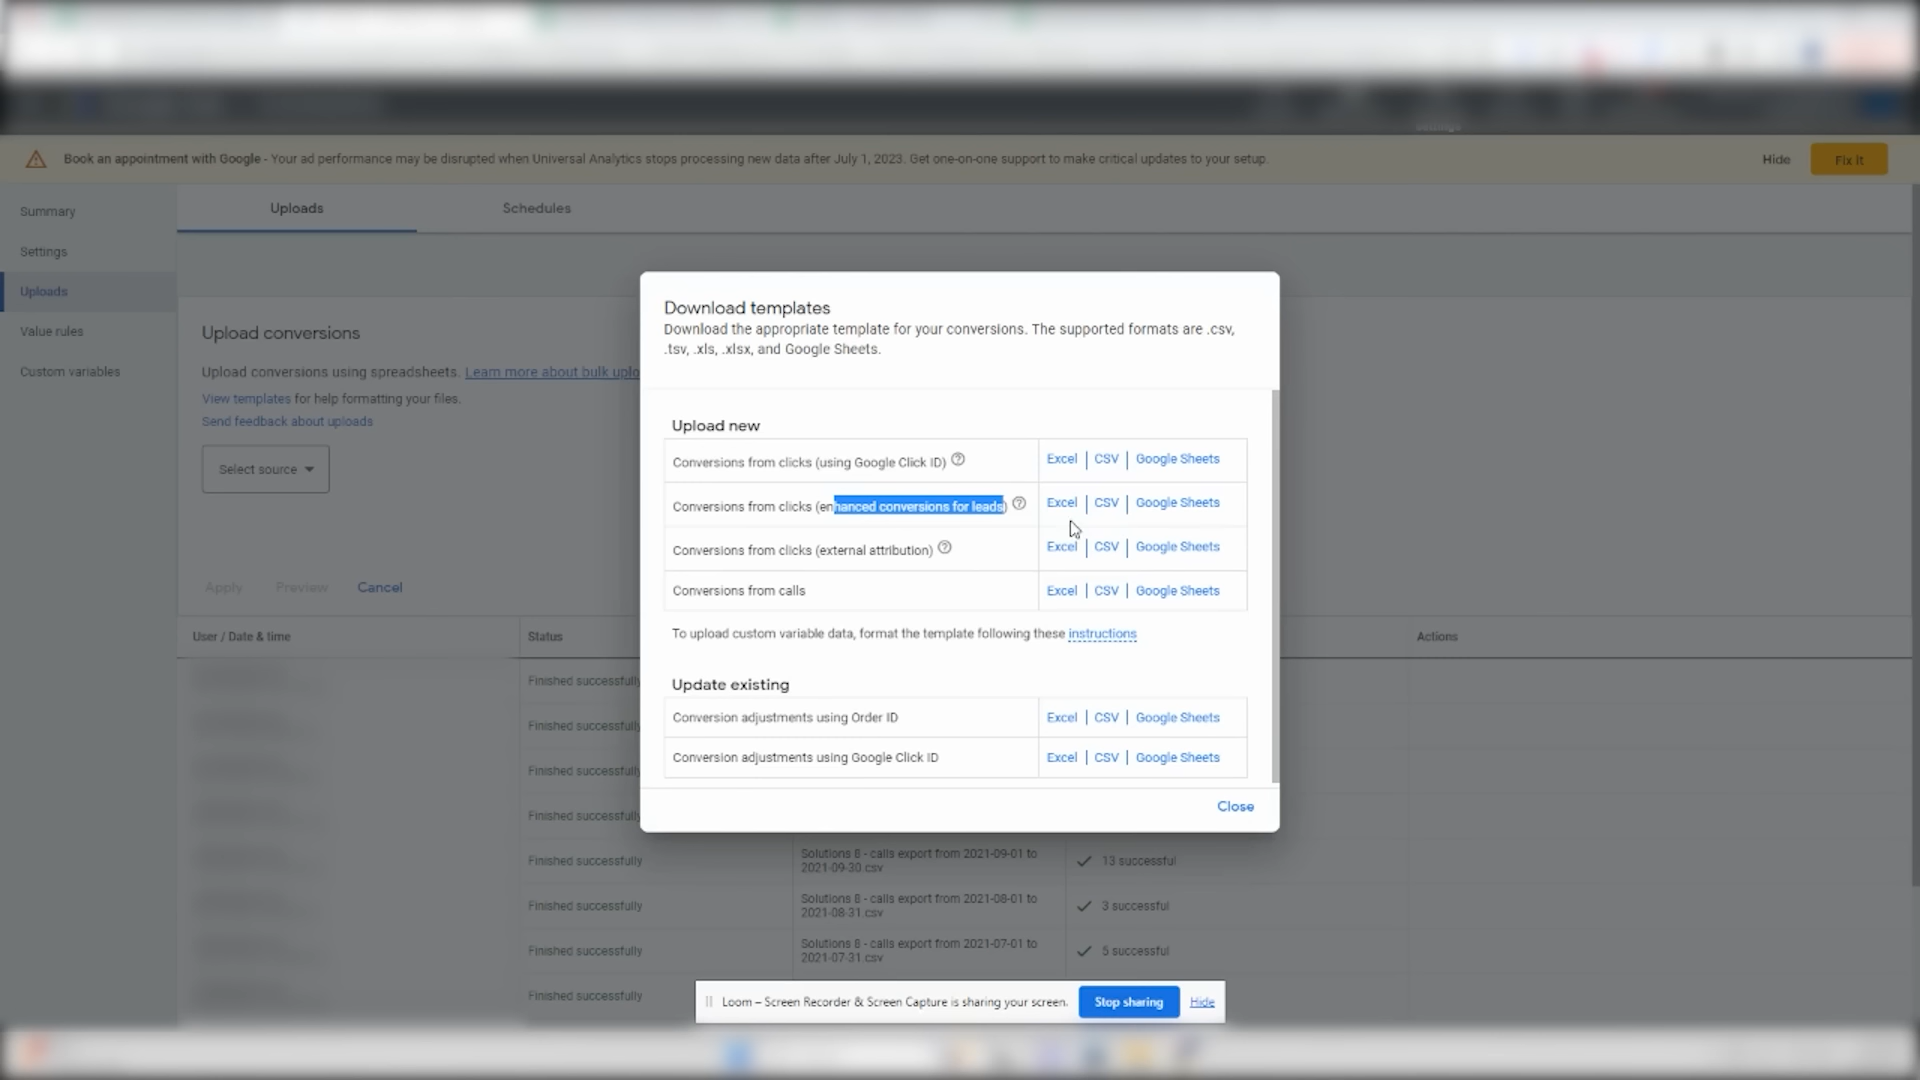 Book an appointment with Google - Your ad performance may be disrupted when Universal Analytics stops processing new data after July 1, 2023. Get one-on-one support to make critical updates to your setup.
Hide
Fix it
Summary
Settings
Uploads
Value rules
Custom variables
Uploads
Schedules
Upload conversions
Upload conversions using spreadsheets. Learn more about bulk uplo
View templates for help formatting your files.
Send feedback about uploads
Select source
Apply
Preview
Cancel
User / Date & time
Status
Actions
Finished successfully
Finished successfully
Finished successfully
Finished successfully
Finished successfully
Solutions 8 - calls export from 2021-09-01 to
2021-09-30.csv
13 successful
Finished successfully
Solutions 8 - calls export from 2021-08-01 to
2021-08-31.csv
3 successful
Finished successfully
Solutions 8 - calls export from 2021-07-01 to
2021-07-31.csv
5 successful
Finished successfully
Download templates
Download the appropriate template for your conversions. The supported formats are .csv,
.tsv, .xls, .xlsx, and Google Sheets.
Upload new
Conversions from clicks (using Google Click ID) Excel | CSV | Google Sheets
Conversions from clicks (enhanced conversions for leads) Excel | CSV | Google Sheets
Conversions from clicks (external attribution) Excel | CSV | Google Sheets
Conversions from calls Excel | CSV | Google Sheets
To upload custom variable data, format the template following these instructions
Update existing
Conversion adjustments using Order ID Excel | CSV | Google Sheets
Conversion adjustments using Google Click ID Excel | CSV | Google Sheets
Close
Loom – Screen Recorder & Screen Capture is sharing your screen.
Stop sharing
Hide